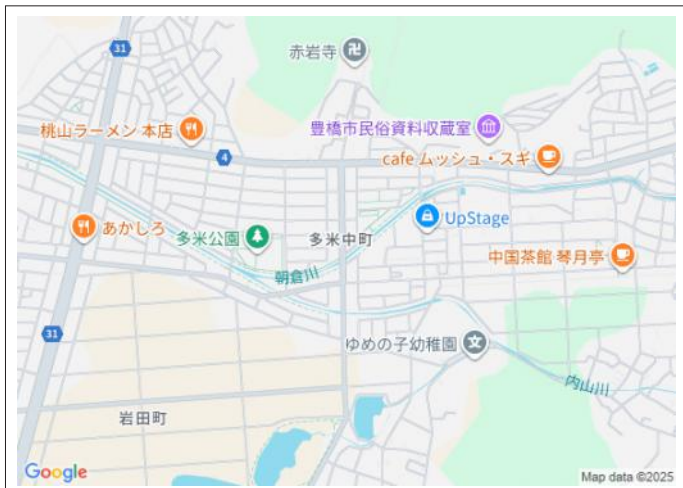 31
赤岩寺
桃山ラーメン 本店
豊橋市民俗資料収蔵室
4
cafe ムッシュ・スギ
あかしろ
多米公園
多米中町
UpStage
朝倉川
中国茶館 琴月亭
31
ゆめの子幼稚園
文
内山川
岩田町
Google
Map data ©2025